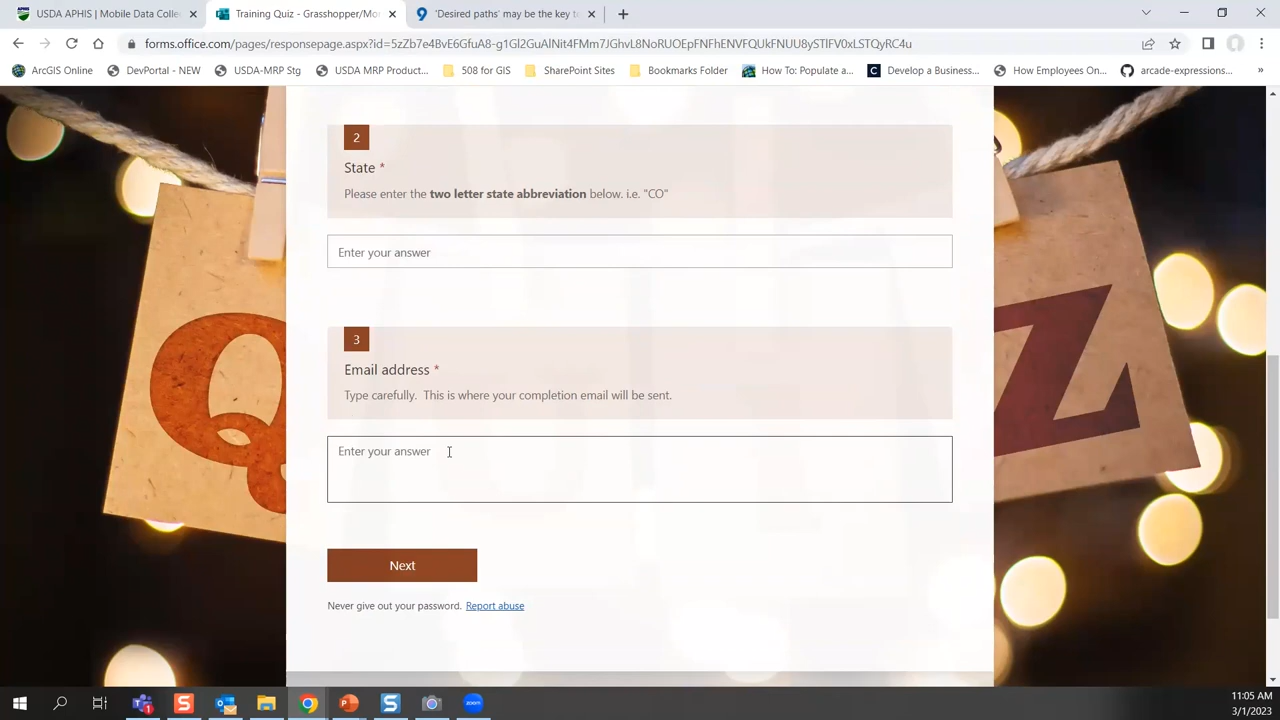 USDA APHIS | Mobile Data Colle
Training Quiz - Grasshopper/Mo
'Desired paths' may be the key t
forms.office.com/pages/responsepage.aspx?id=5zZb7e4BvE6GfuA8-g1Gl2GuAlNit4FMm7JGhvL8NoRUOEpFNFhENVFQUkFNUU8ySTlFV0xLSTQyRC4u
ArcGIS Online
DevPortal - NEW
USDA-MRP Stg
USDA MRP Product...
508 for GIS
SharePoint Sites
Bookmarks Folder
How To: Populate a...
Develop a Business...
How Employees On...
arcade-expressions...
»
2
State *
Please enter the two letter state abbreviation below. i.e. "CO"
Enter your answer
3
Email address *
Type carefully.  This is where your completion email will be sent.
Enter your answer
Next
Never give out your password. Report abuse
Q
Z
11:05 AM
3/1/2023